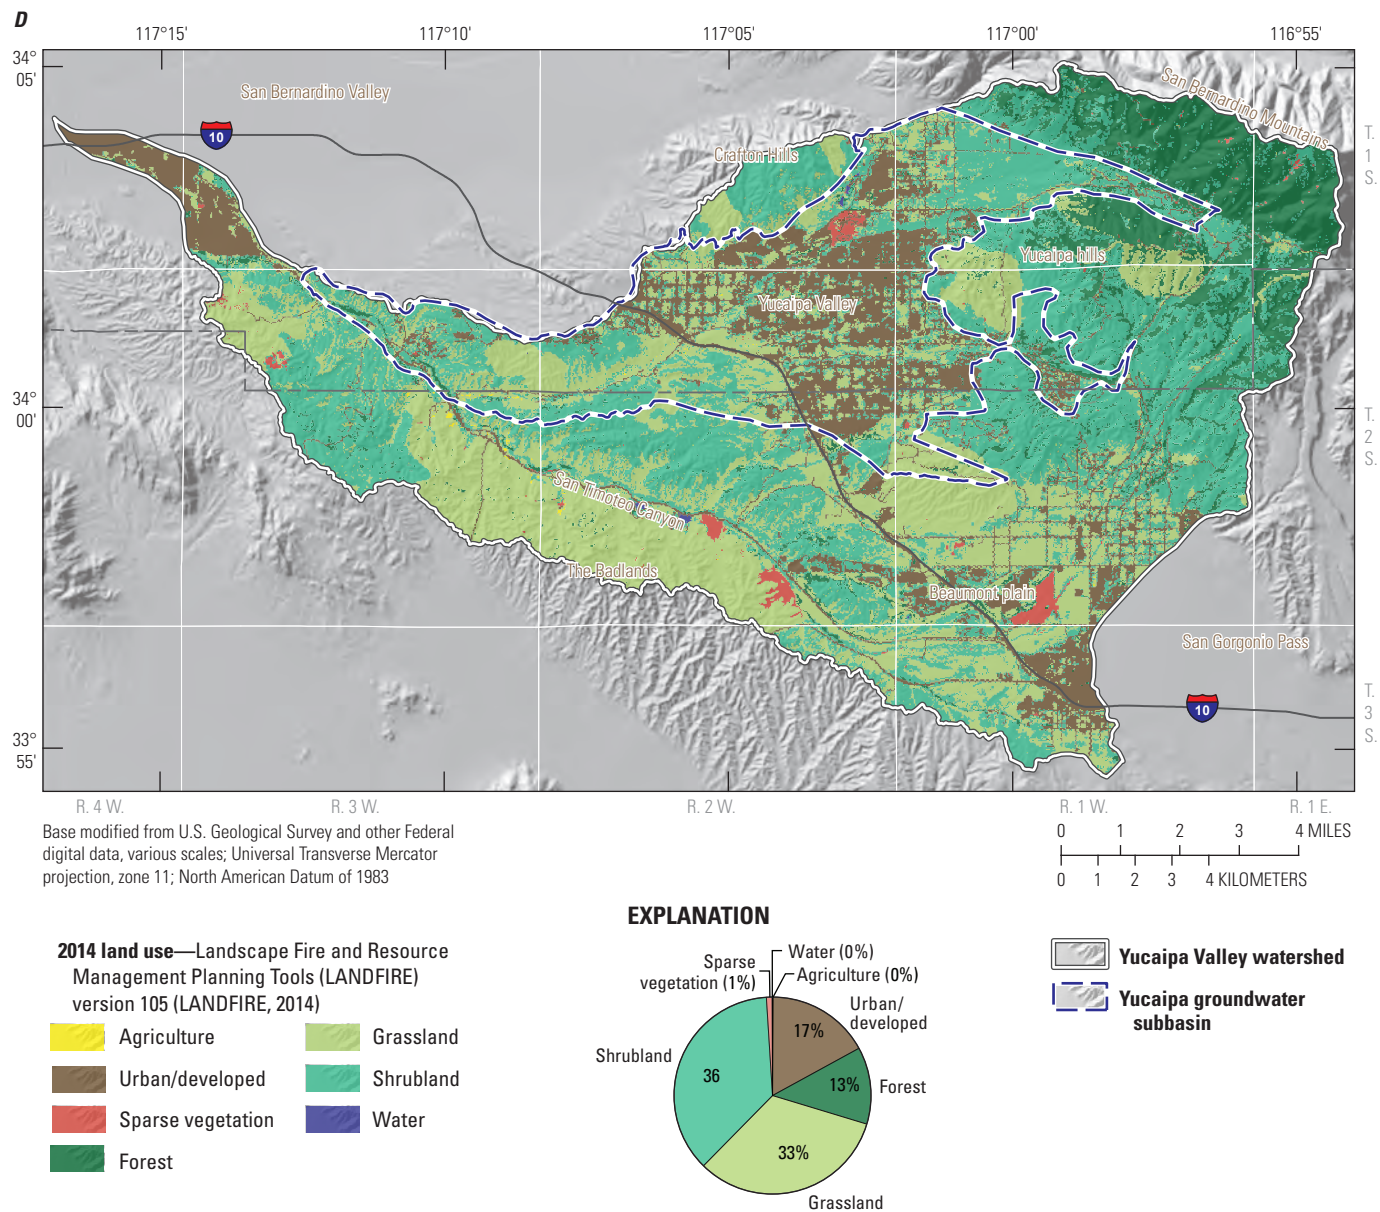 D
117°15'
117°10'
117°05'
117°00'
116°55'
34°
05'
San Bernardino Valley
10
San Bernardino Mountains
Crafton Hills
T.
1
S.
Yucaipa hills
Yucaipa Valley
34°
00'
T.
2
S.
San Timoteo Canyon
The Badlands
Beaumont plain
San Gorgonio Pass
T.
3
S.
10
33°
55'
R. 4 W.
R. 3 W.
R. 2 W.
R. 1 W.
R. 1 E.
Base modified from U.S. Geological Survey and other Federal
digital data, various scales; Universal Transverse Mercator
projection, zone 11; North American Datum of 1983
0 1 2 3 4 MILES
0 1 2 3 4 KILOMETERS
EXPLANATION
2014 land use—Landscape Fire and Resource
Management Planning Tools (LANDFIRE)
version 105 (LANDFIRE, 2014)
Agriculture
Urban/developed
Sparse vegetation
Forest
Grassland
Shrubland
Water
Water (0%)
Agriculture (0%)
Sparse
vegetation (1%)
Urban/
developed
17%
Shrubland
36
Forest
13%
33%
Grassland
Yucaipa Valley watershed
Yucaipa groundwater
subbasin